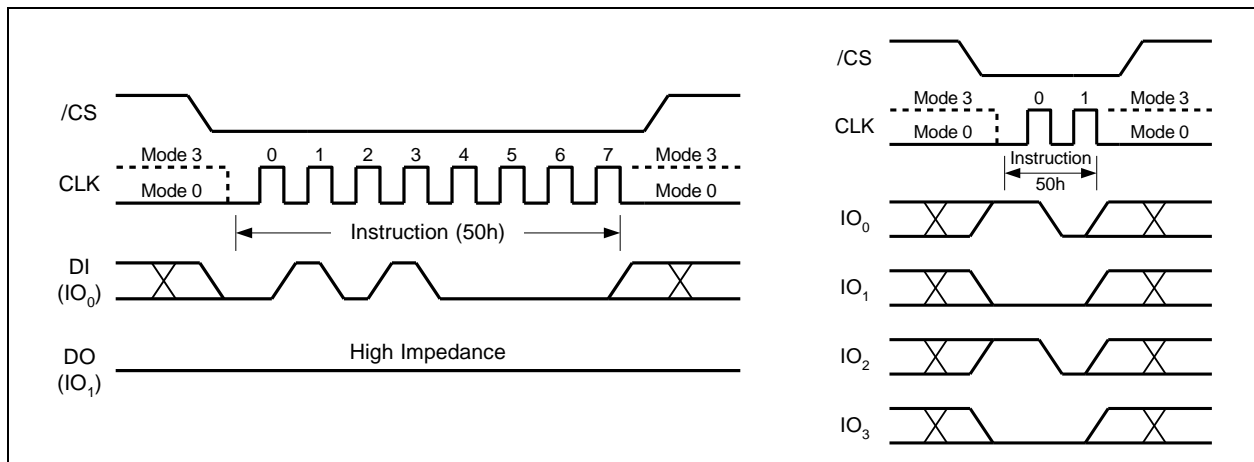 /CS
Mode 3 0 1 2 3 4 5 6 7 Mode 3
CLK
Mode 0 Mode 0
Instruction (50h)
DI
(IO0)
High Impedance
DO
(IO1)
/CS
Mode 3 0 1 Mode 3
CLK
Mode 0 Mode 0
Instruction
50h
IO0
IO1
IO2
IO3